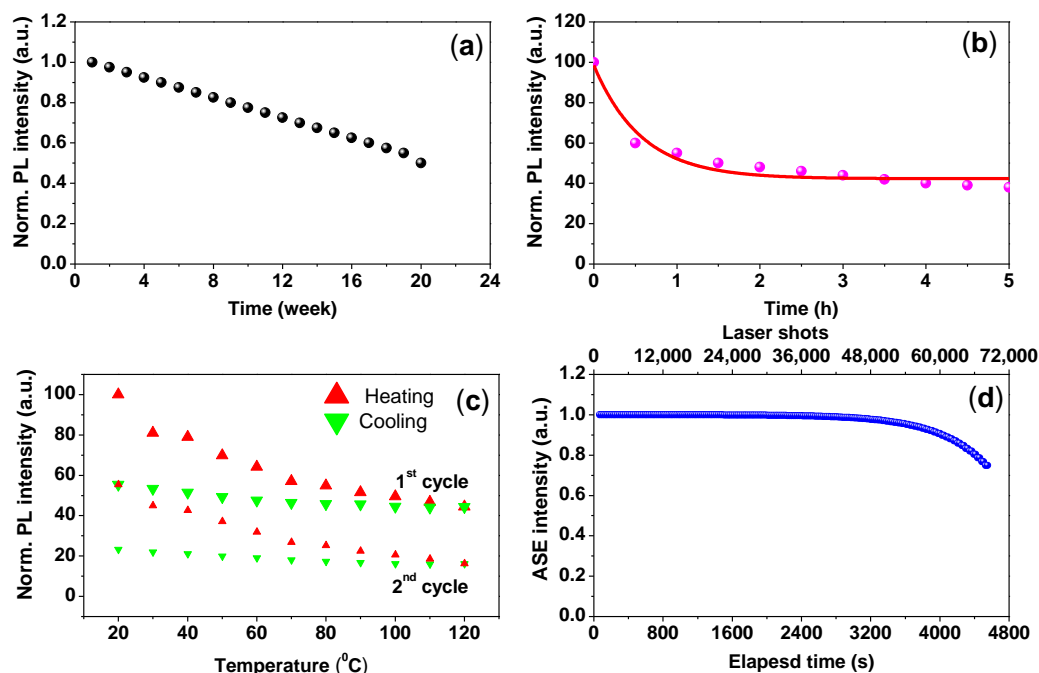 (a)
Norm. PL intensity (a.u.)
1.2
1.0
0.8
0.6
0.4
0.2
0.0
0 4 8 12 16 20 24
Time (week)
(b)
Norm. PL intensity (a.u.)
120
100
80
60
40
20
0
0 1 2 3 4 5
Time (h)
(c)
Norm. PL intensity (a.u.)
100
80
60
40
20
0
Heating
Cooling
1st cycle
2nd cycle
20 40 60 80 100 120
Temperature (0C)
Laser shots
0 12,000 24,000 36,000 48,000 60,000 72,000
(d)
ASE intensity (a.u.)
1.2
1.0
0.8
0.6
0.4
0.2
0.0
0 800 1600 2400 3200 4000 4800
Elapesd time (s)